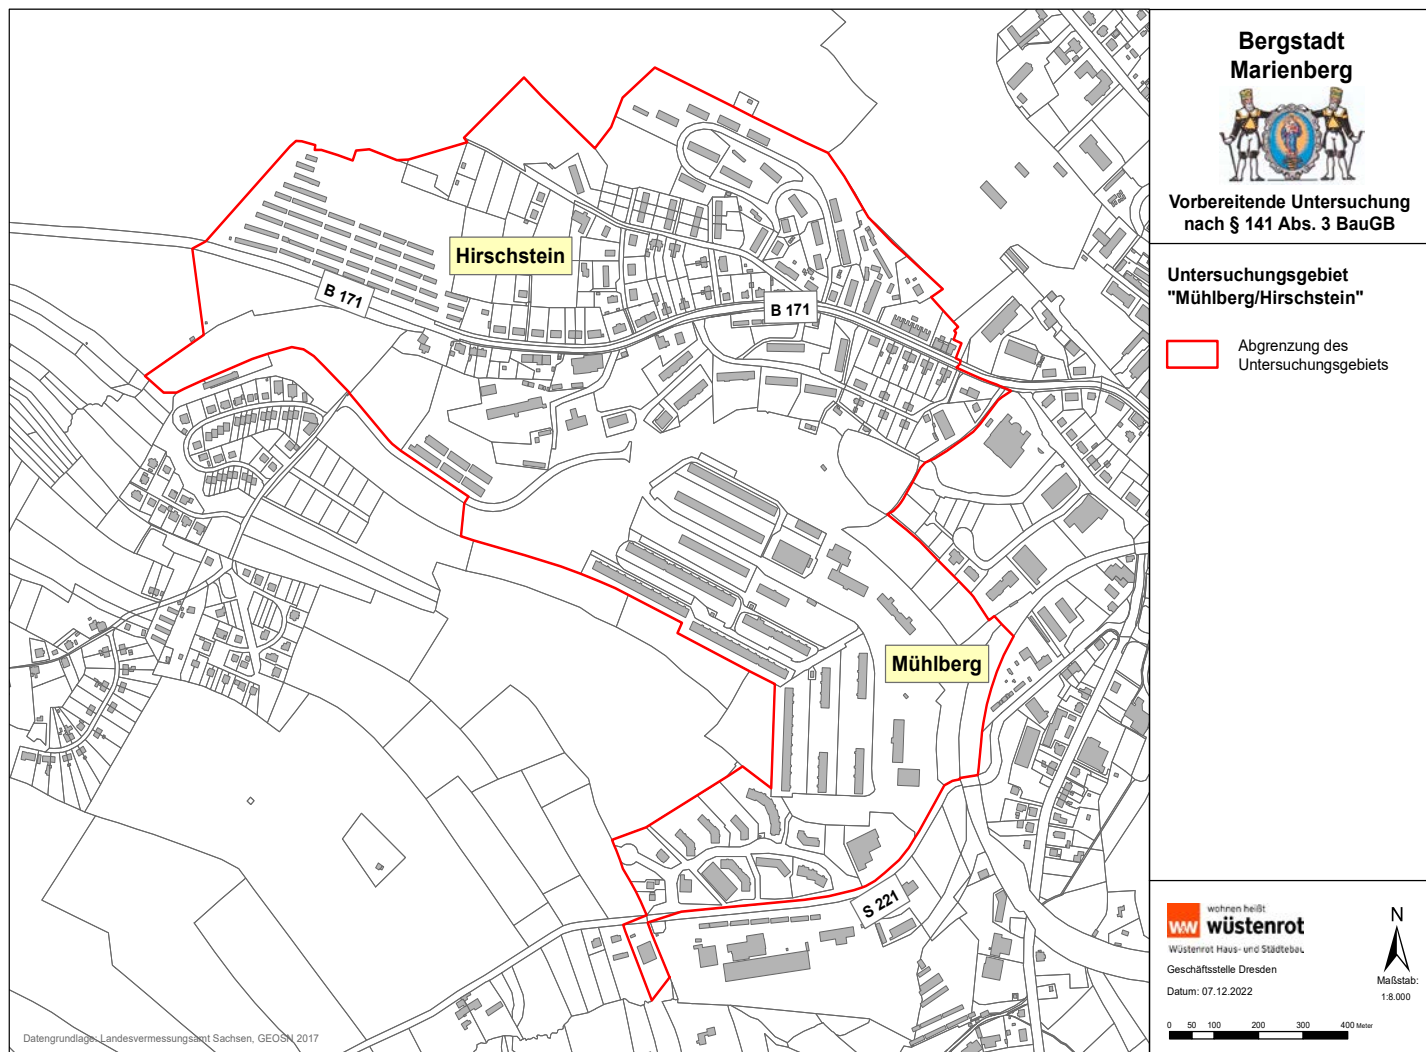 Bergstadt
Marienberg
Vorbereitende Untersuchung
nach § 141 Abs. 3 BauGB
Untersuchungsgebiet
"Mühlberg/Hirschstein"
Abgrenzung des
Untersuchungsgebiets
Hirschstein
B 171
B 171
Mühlberg
S 221
wohnen heißt
wüstenrot
Wüstenrot Haus- und Städtebau
Geschäftsstelle Dresden
Datum: 07.12.2022
N
Maßstab:
1:8.000
0 50 100 200 300 400 Meter
Datengrundlage: Landesvermessungsamt Sachsen, GEOSN 2017